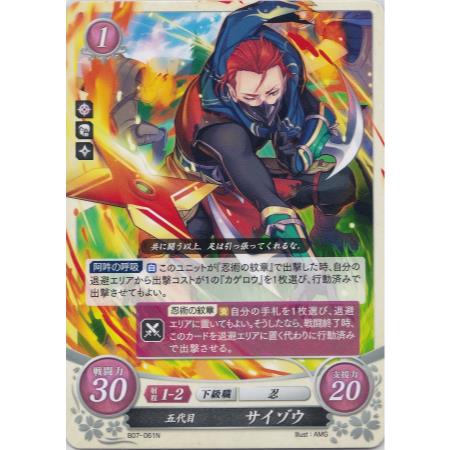 1
共に闘う以上、足は引っ張ってくれるな。
阿吽の呼吸 自 このユニットが『忍術の紋章』で出撃した時、自分の
退避エリアから出撃コストが1の『カゲロウ』を1枚選び、行動済みで
出撃させてもよい。
忍術の紋章 支 自分の手札を1枚選び、退避
エリアに置いてもよい。そうしたなら、戦闘終了時、
このカードを退避エリアに置く代わりに行動済み
で出撃させる。
戦闘力
30
射程 1-2 下級職 忍
支援力
20
五代目 サイゾウ
B07-061N
Illust：AMG